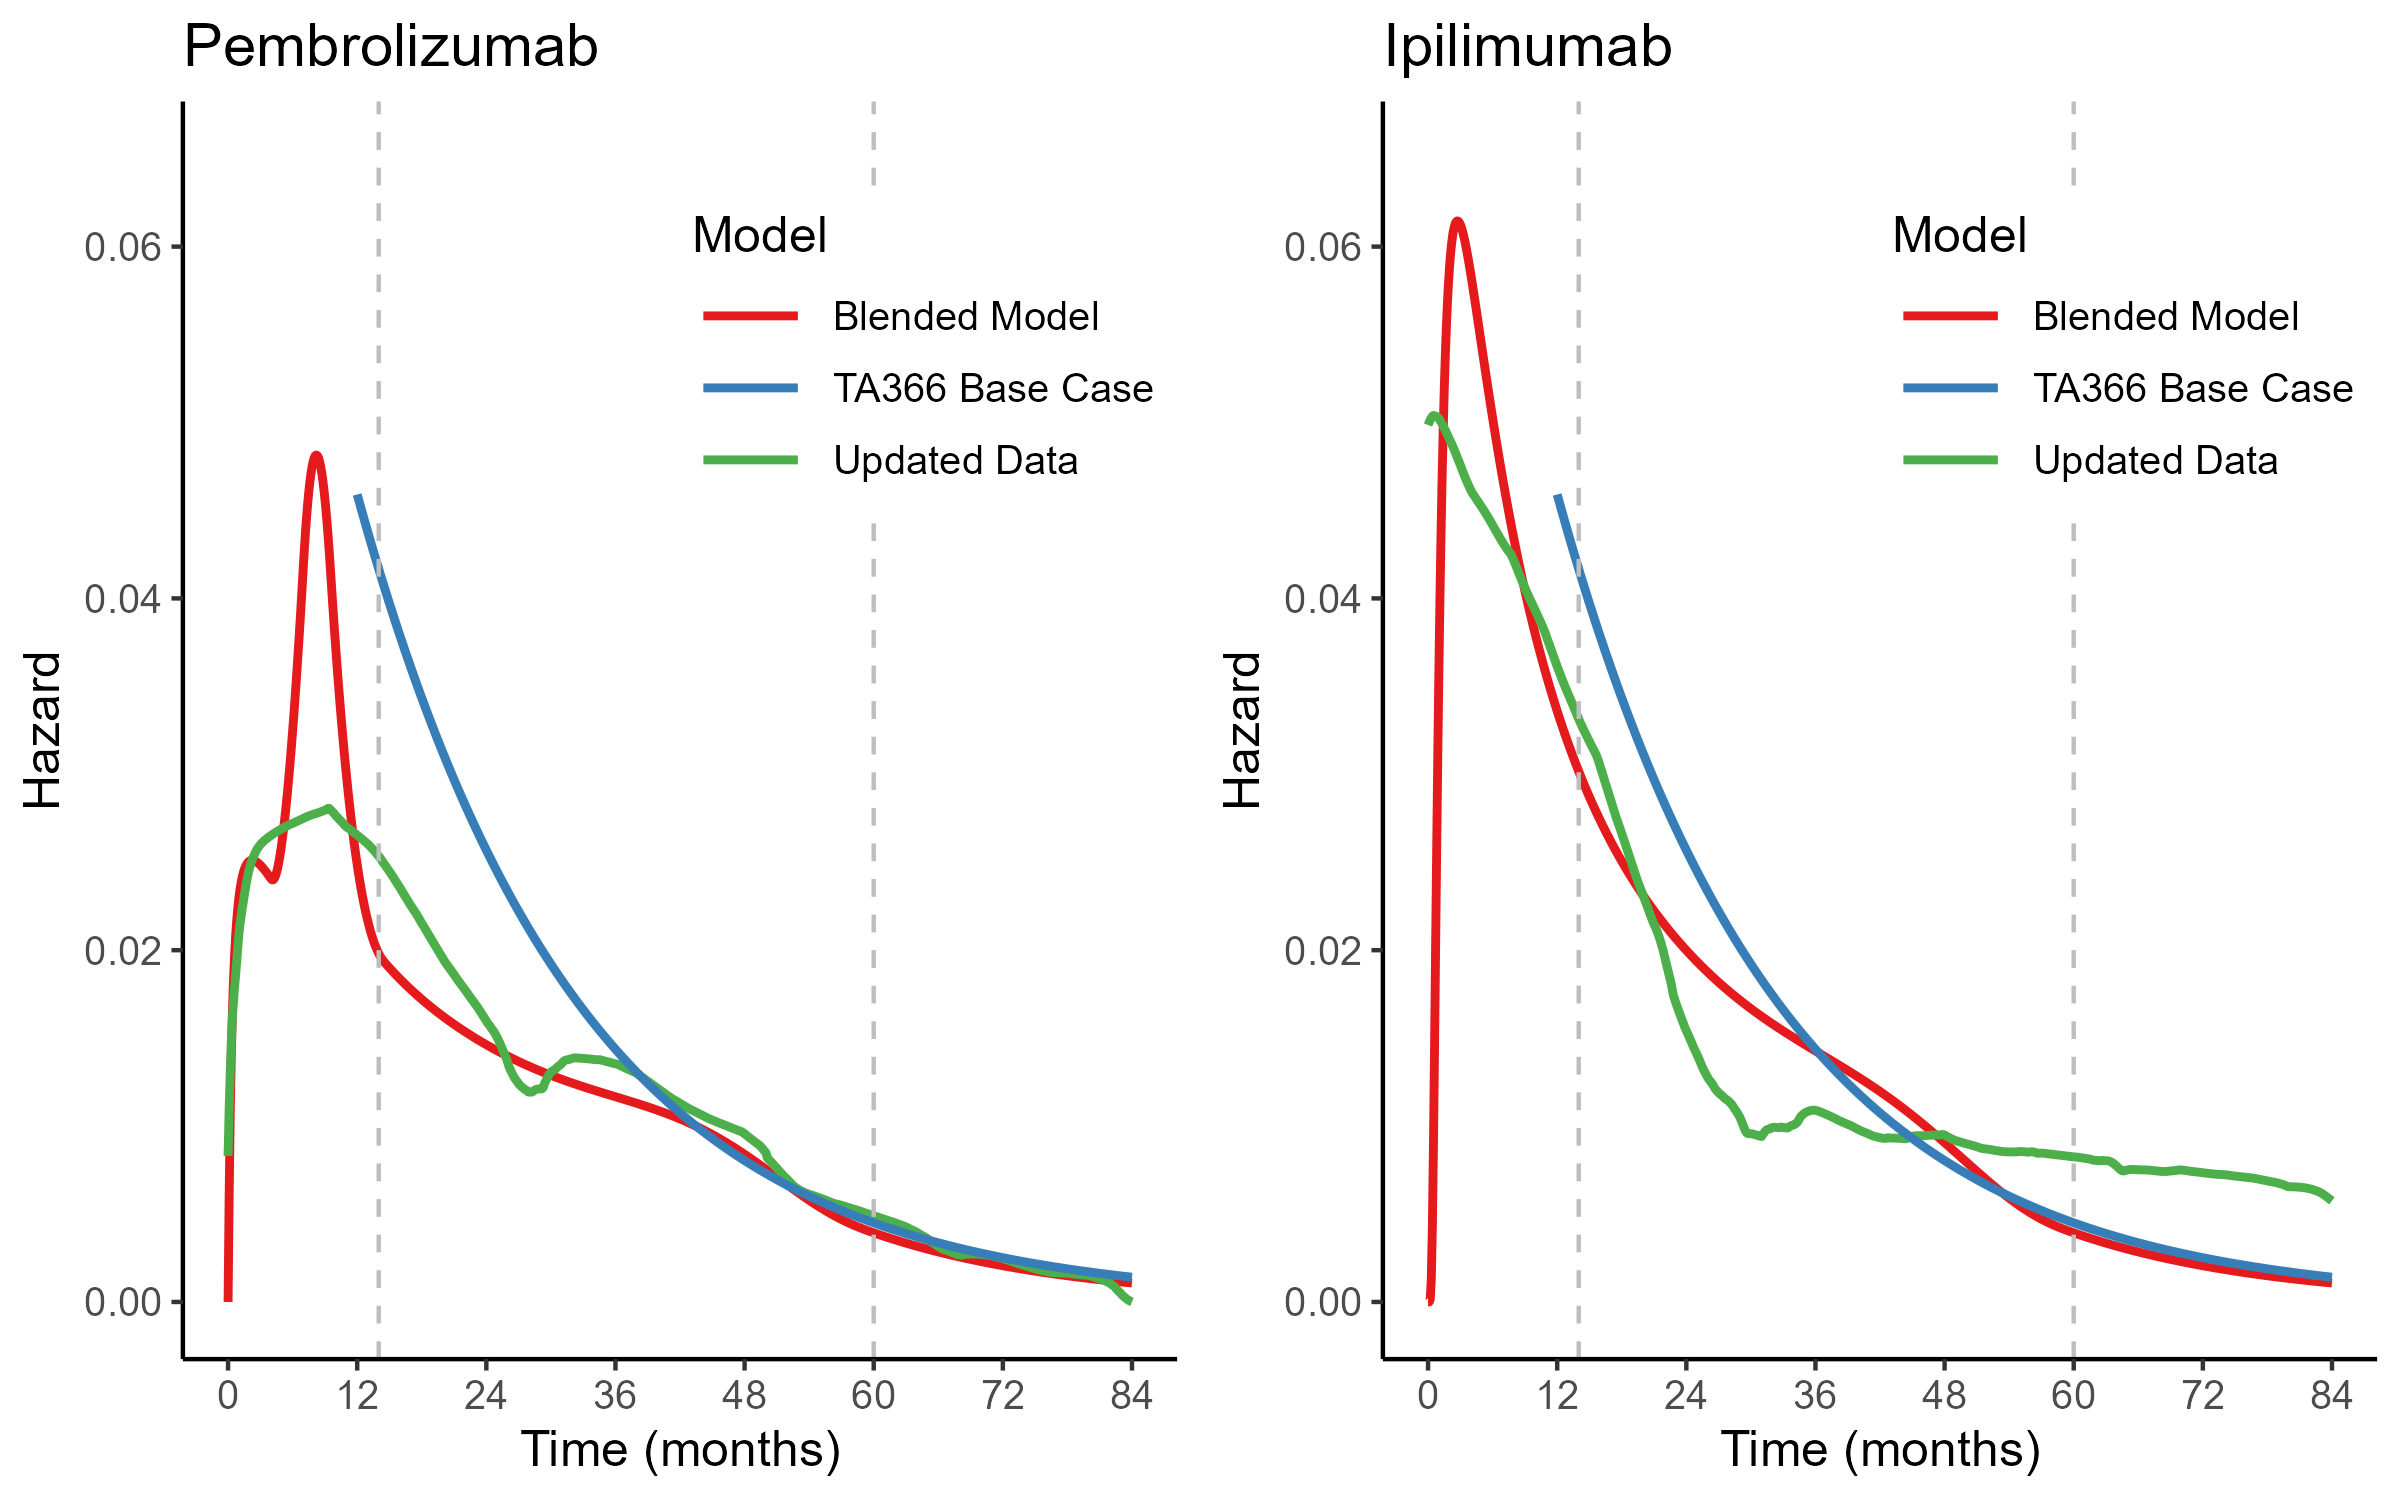 Pembrolizumab
Hazard
0.06
0.04
0.02
0.00
Model
Blended Model
TA366 Base Case
Updated Data
0 12 24 36 48 60 72 84
Time (months)
Ipilimumab
Hazard
0.06
0.04
0.02
0.00
Model
Blended Model
TA366 Base Case
Updated Data
0 12 24 36 48 60 72 84
Time (months)